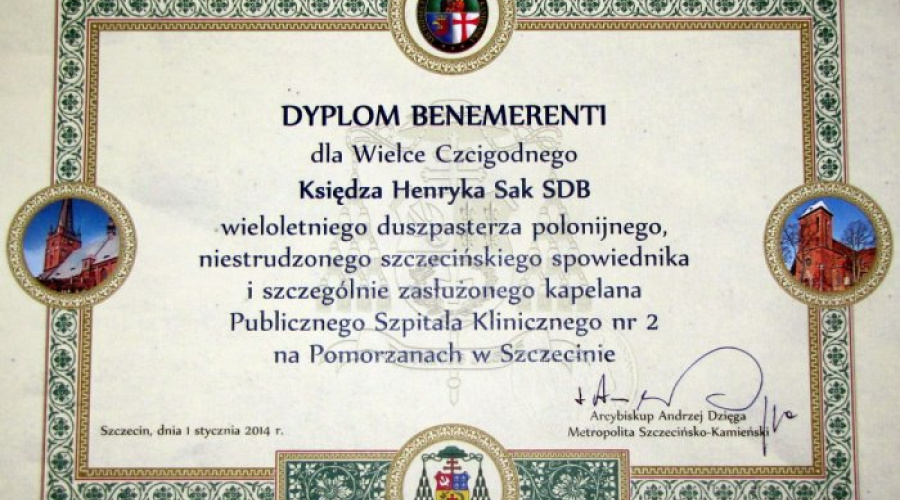 DYPLOM BENEMERENTI
dla Wielce Czcigodnego
Księdza Henryka Sak SDB
wieloletniego duszpasterza polonijnego,
niestrudzonego szczecińskiego spowiednika
i szczególnie zasłużonego kapelana
Publicznego Szpitala Klinicznego nr 2
na Pomorzanach w Szczecinie
Szczecin, dnia 1 stycznia 2014 r.
Arcybiskup Andrzej Dzięga
Metropolita Szczecińsko-Kamieński